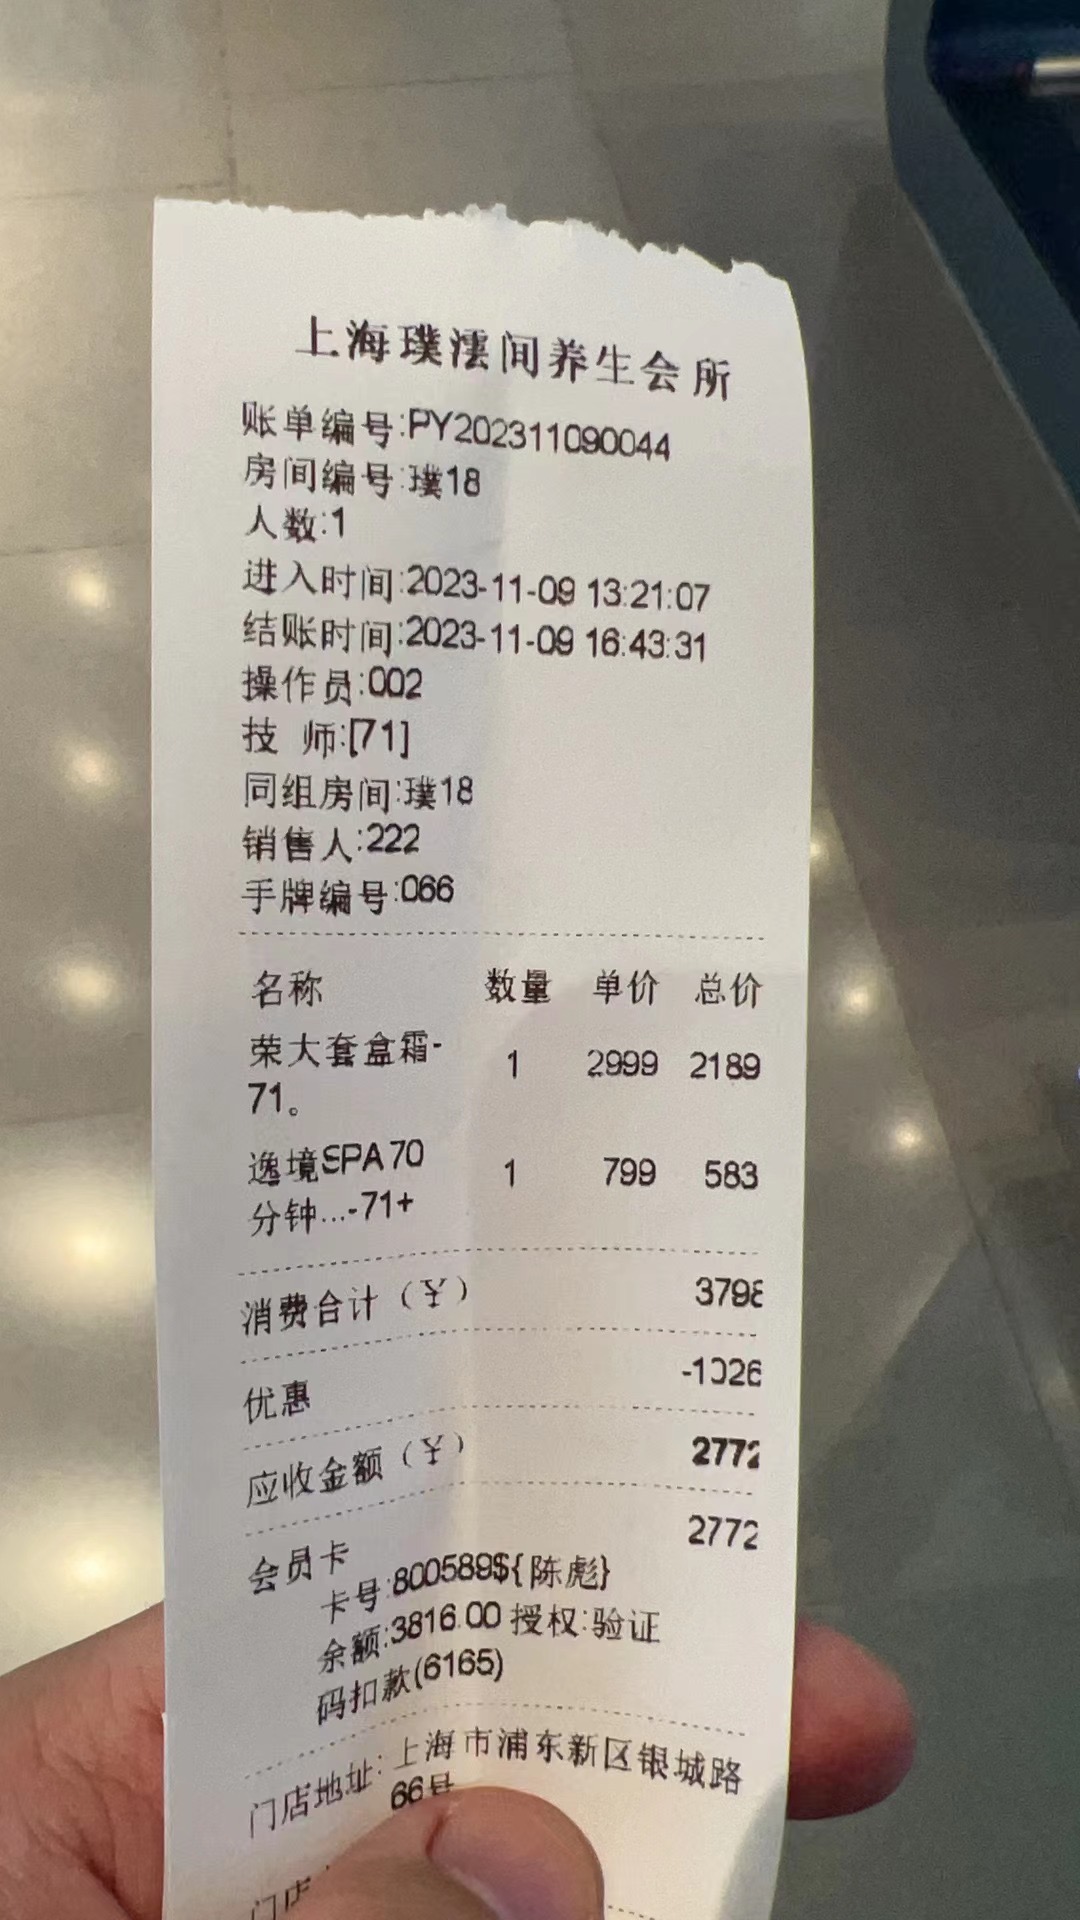 上海璞澐间养生会所
账单编号:PY202311090044
房间编号:璞18
人数:1
进入时间:2023-11-09 13:21:07
结账时间:2023-11-09 16:43:31
操作员:002
技 师:[71]
同组房间:璞18
销售人:222
手牌编号:066
名称 数量 单价 总价
荣大套盒霜- 1 2999 2189
71。
逸境SPA70 1 799 583
分钟...-71+
消费合计（¥） 3798
优惠 -1026
应收金额（¥） 2772
会员卡 2772
卡号:800589${陈彪}
余额:3816.00 授权:验证
码扣款(6165)
门店地址:上海市浦东新区银城路
66号
门店